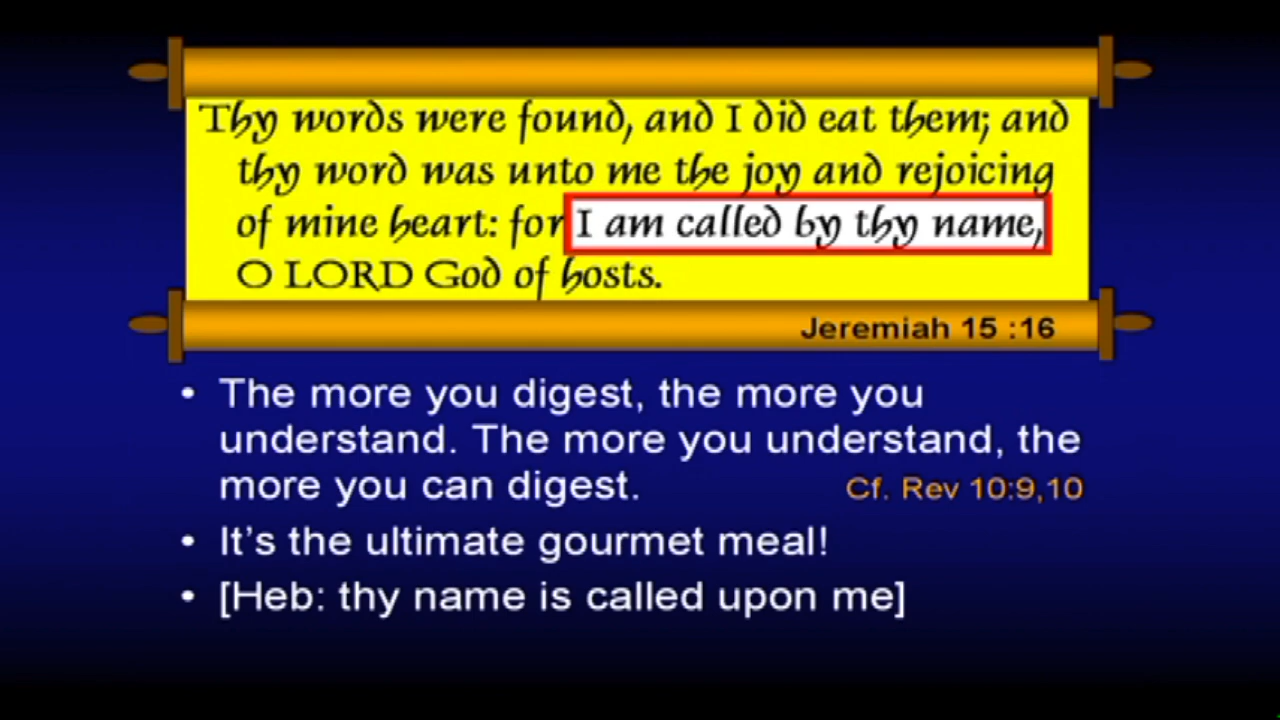 Thy words were found, and I did eat them; and
thy word was unto me the joy and rejoicing
of mine heart: for I am called by thy name,
O LORD God of hosts.
Jeremiah 15 :16
• The more you digest, the more you
understand. The more you understand, the
more you can digest. Cf. Rev 10:9,10
• It's the ultimate gourmet meal!
• [Heb: thy name is called upon me]